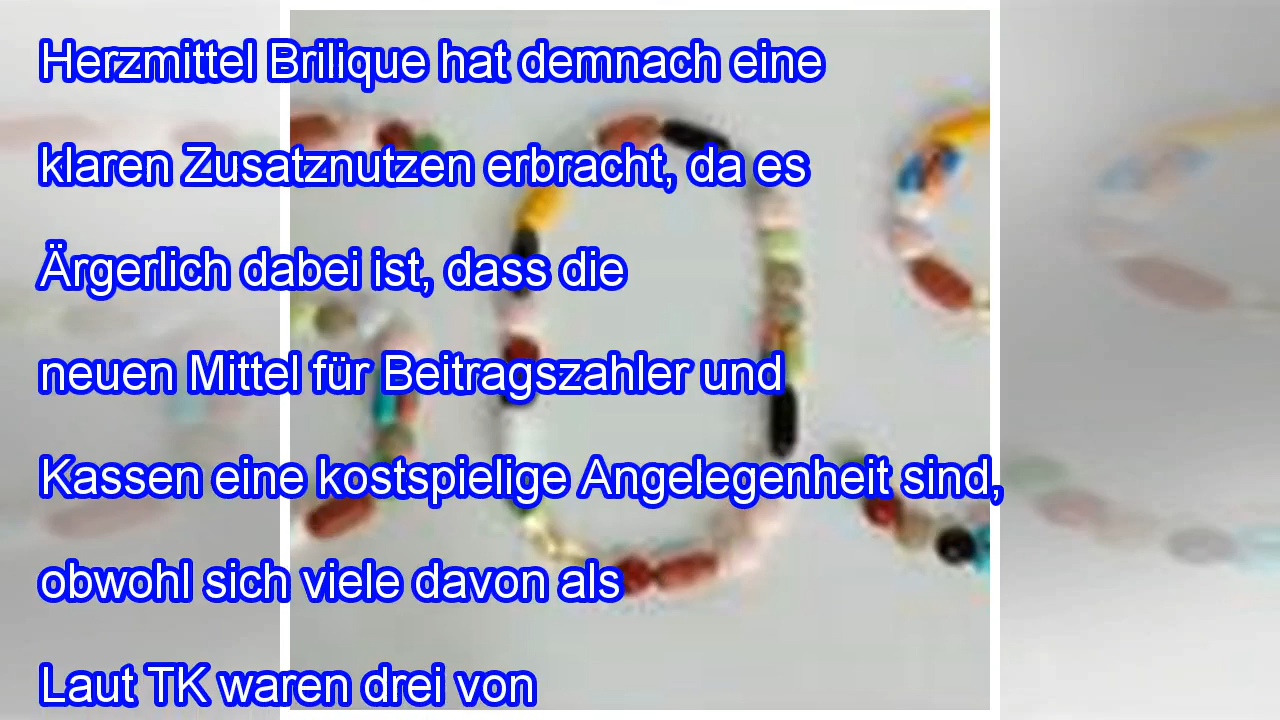 Herzmittel Brilique hat demnach eine
klaren Zusatznutzen erbracht, da es
Ärgerlich dabei ist, dass die
neuen Mittel für Beitragszahler und
Kassen eine kostspielige Angelegenheit sind,
obwohl sich viele davon als
Laut TK waren drei von